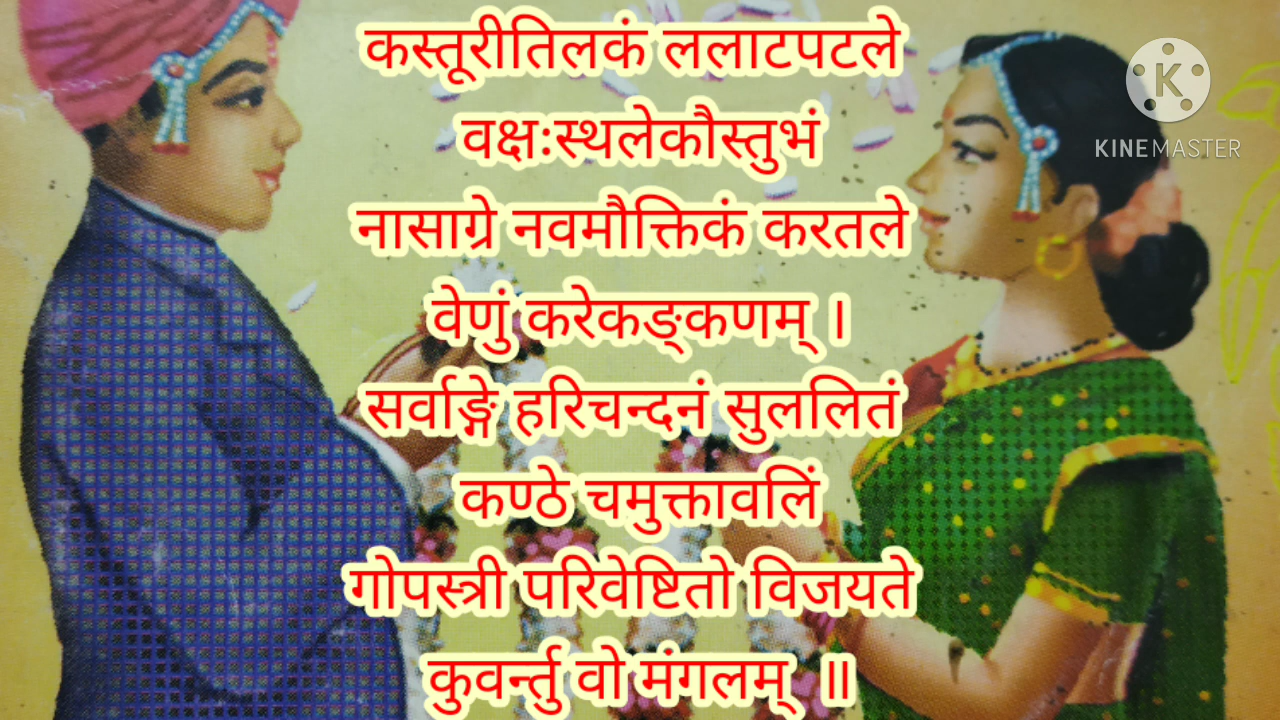 कस्तूरीतिलकं ललाटपटले
वक्षःस्थलेकौस्तुभं
नासाग्रे नवमौक्तिकं करतले
वेणुं करेकङ्कणम् ।
सर्वाङ्गे हरिचन्दनं सुललितं
कण्ठे चमुक्तावलिं
गोपस्त्री परिवेष्टितो विजयते
कुवर्न्तु वो मंगलम् ॥
K
KINEMASTER